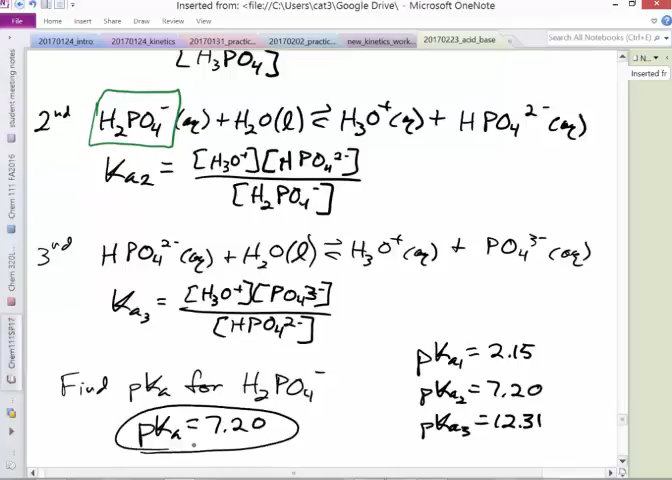 Inserted from: <file:///C:\Users\cat3\Google Drive\... - Microsoft OneNote
File Home Insert Draw History Review View
20170124_intro 20170124_kinetics 20170131_practic... 20170202_practic... new_kinetics_work... 20170223_acid_base
Search All Notebooks (Ctrl+E)
N...
Inserted fr
student meeting notes
Chem 111 FA2016
Chem 320L
Chem111SP17
[H₃PO₄]
2nd H₂PO₄⁻ (aq) + H₂O(l) ⇌ H₃O⁺(aq) + HPO₄²⁻(aq)
Ka2 = [H₃O⁺][HPO₄²⁻]
[H₂PO₄⁻]
3rd HPO₄²⁻(aq) + H₂O(l) ⇌ H₃O⁺(aq) + PO₄³⁻(aq)
Ka3 = [H₃O⁺][PO₄3-]
[HPO₄²⁻]
Find pKa for H₂PO₄⁻
pKa = 7.20
pKa1 = 2.15
pKa2 = 7.20
pKa3 = 12.31